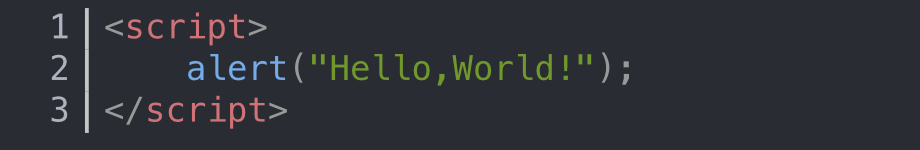 1 <script>
2     alert("Hello,World!");
3 </script>